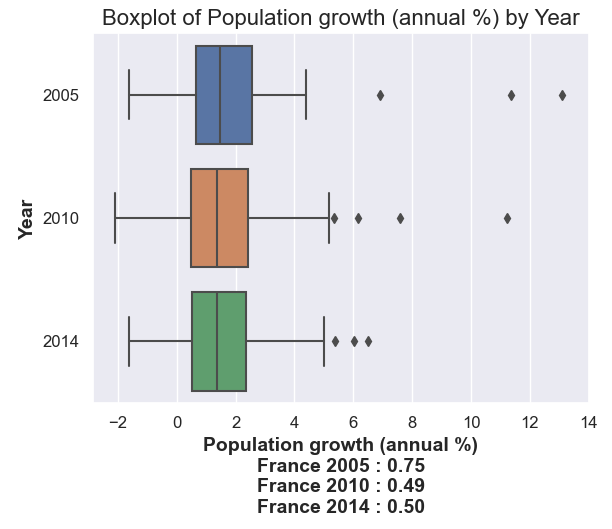 Boxplot of Population growth (annual %) by Year
2005
2010
2014
Year
−2 0 2 4 6 8 10 12 14
Population growth (annual %)
France 2005 : 0.75
France 2010 : 0.49
France 2014 : 0.50